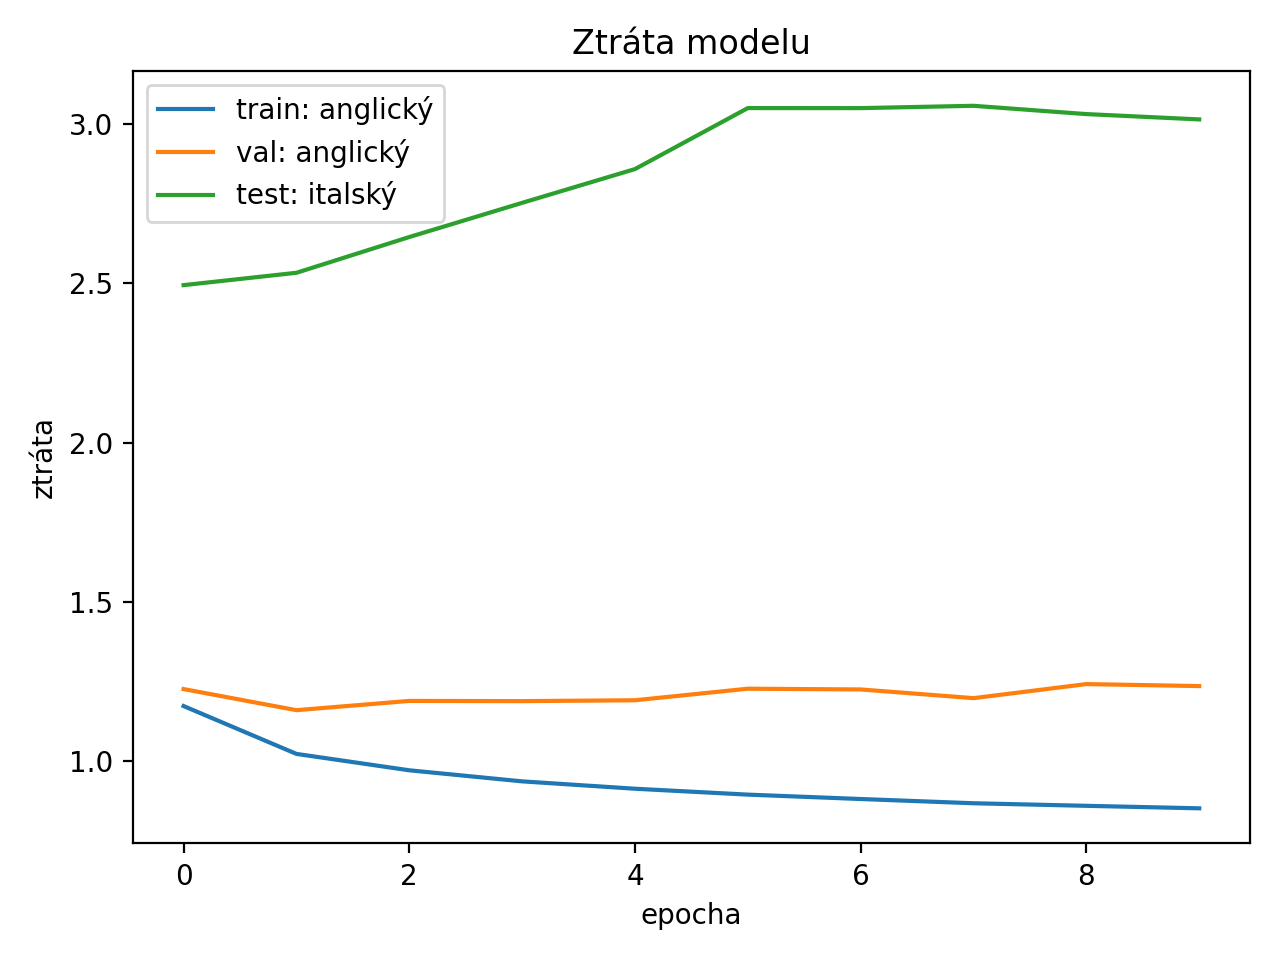 Ztráta modelu
train: anglický
val: anglický
test: italský
3.0
2.5
2.0
1.5
1.0
ztráta
0 2 4 6 8
epocha